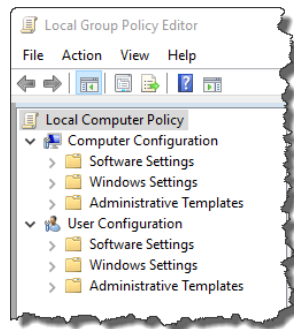 Local Group Policy Editor
File Action View Help
Local Computer Policy
Computer Configuration
Software Settings
Windows Settings
Administrative Templates
User Configuration
Software Settings
Windows Settings
Administrative Templates